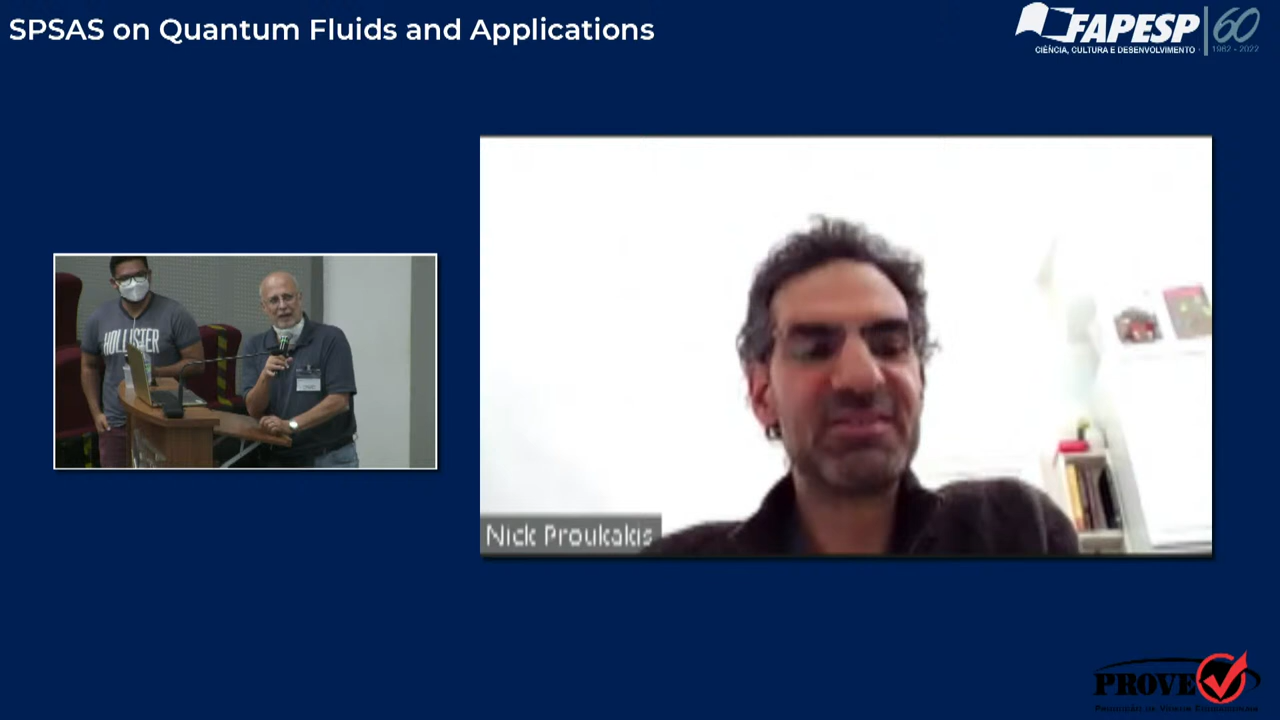 SPSAS on Quantum Fluids and Applications
FAPESP 60
CIÊNCIA, CULTURA E DESENVOLVIMENTO 1962 - 2022
HOLLISTER
Nick Proukakis
PROVE